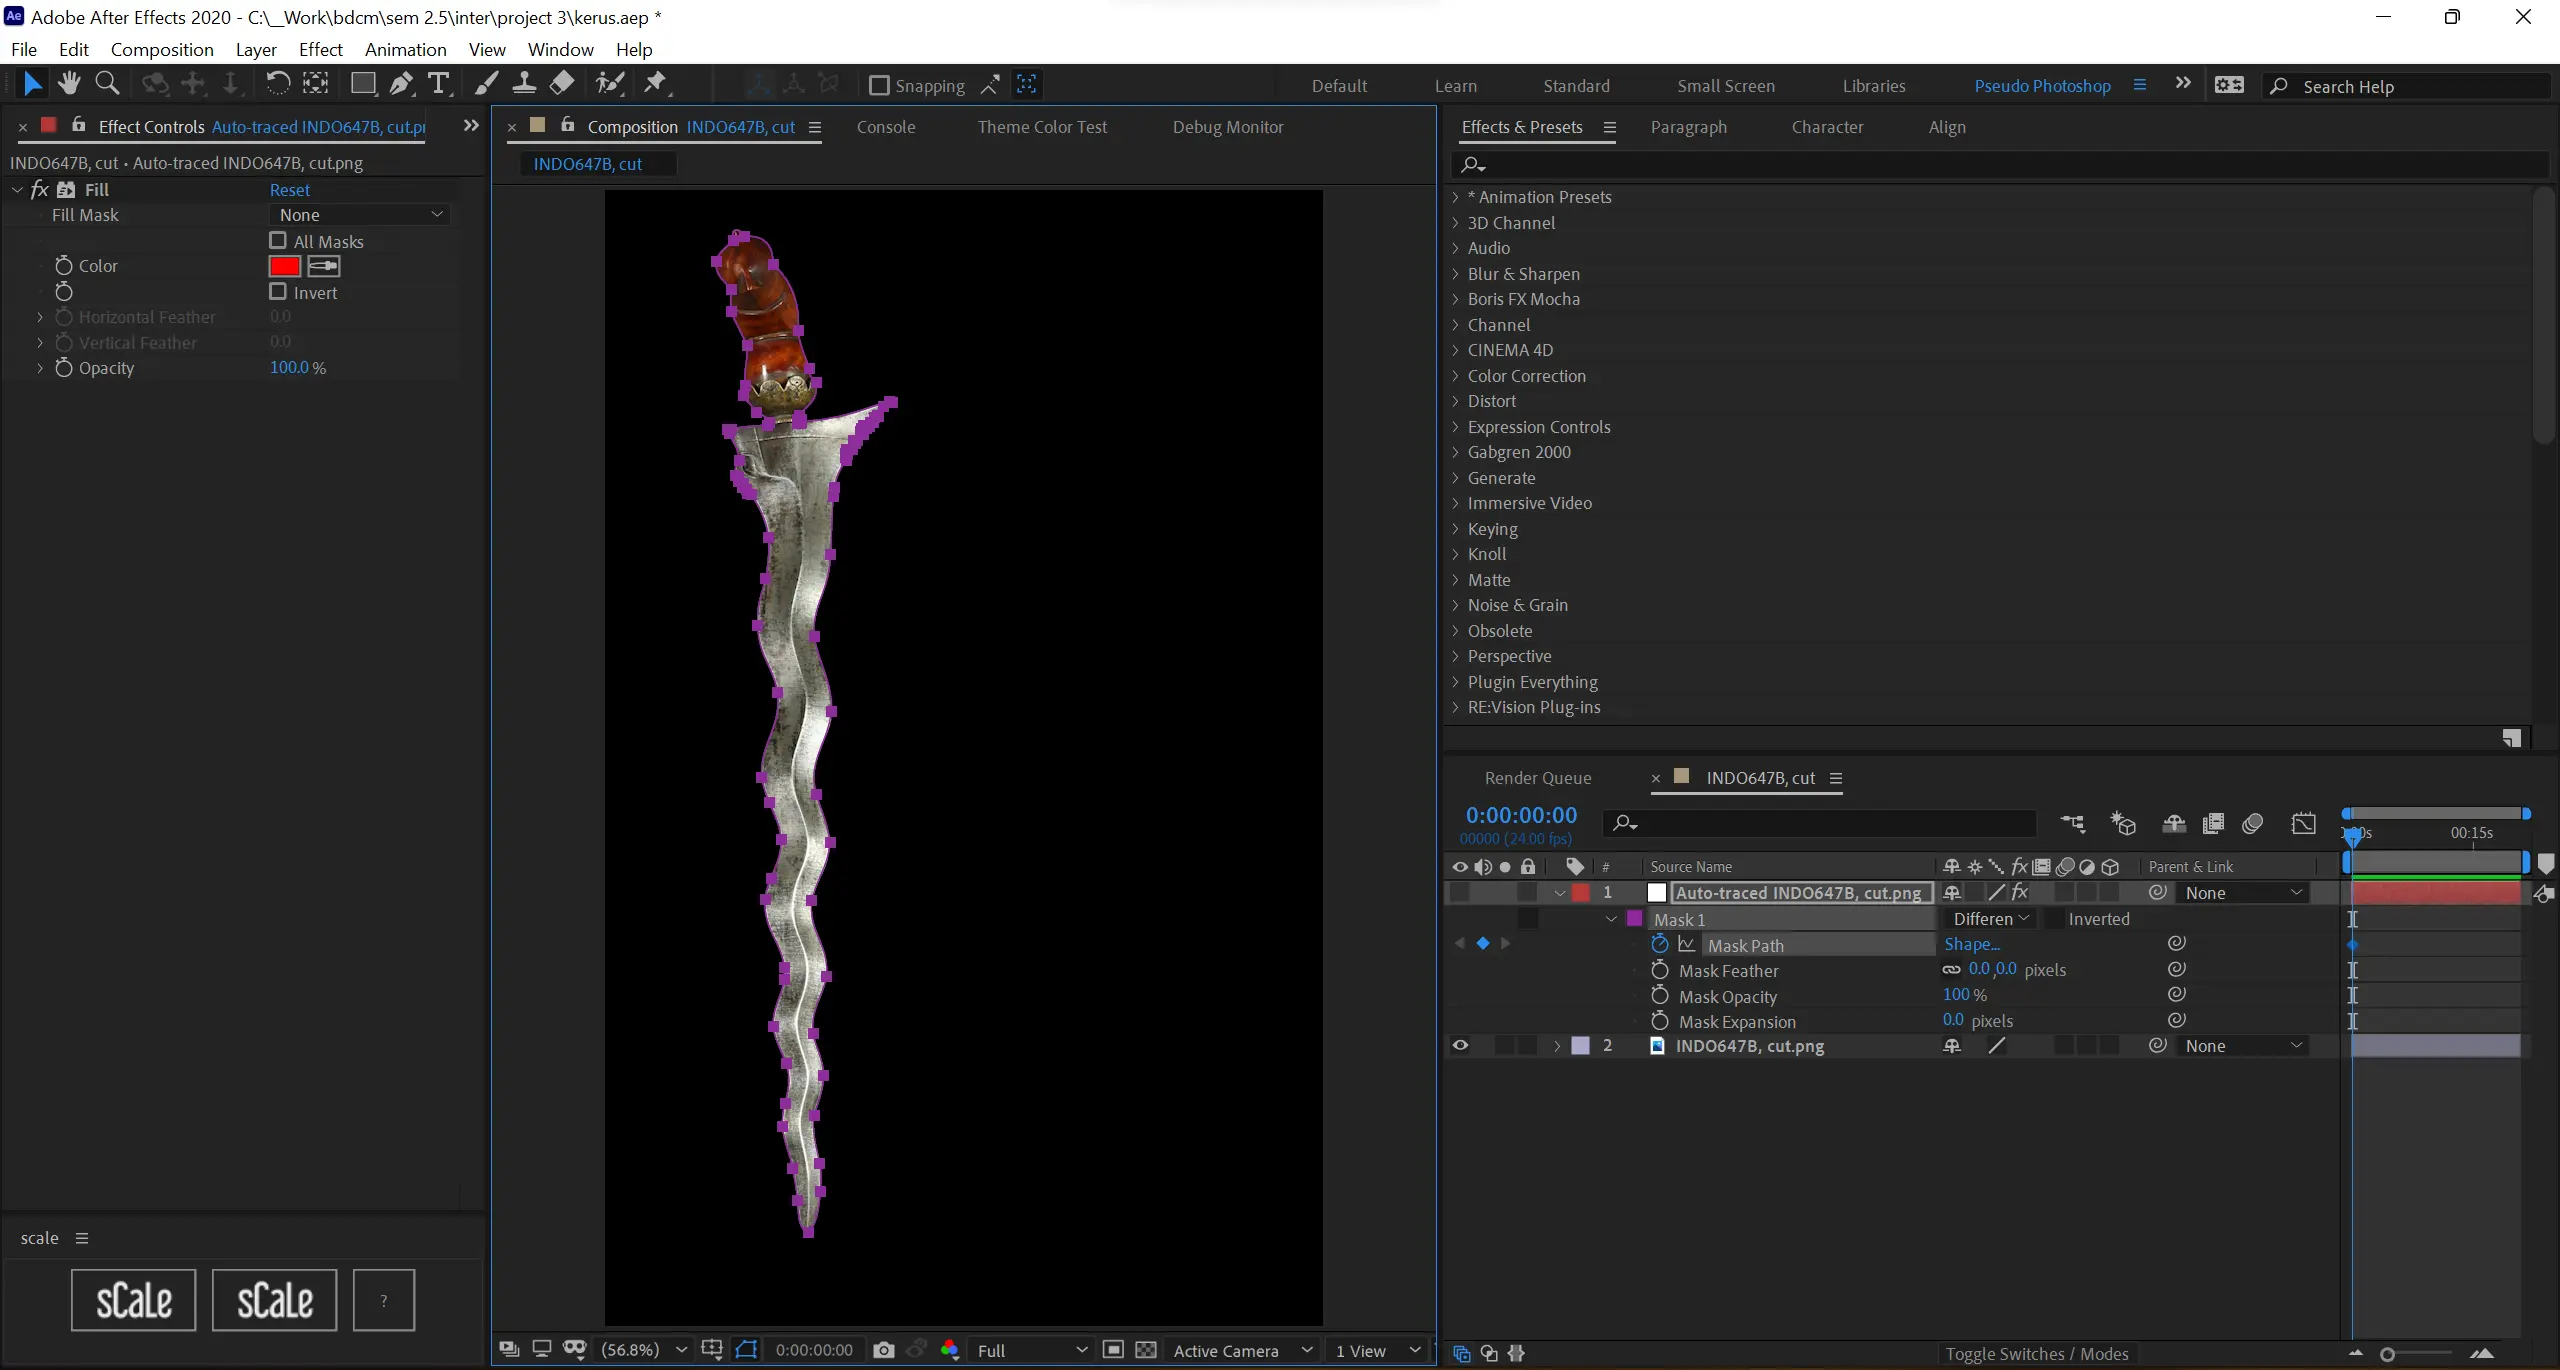 Adobe After Effects 2020 - C:\__Work\bdcm\sem 2.5\inter\project 3\kerus.aep *
File Edit Composition Layer Effect Animation View Window Help
Snapping Default Learn Standard Small Screen Libraries Pseudo Photoshop Search Help
Effect Controls Auto-traced INDO647B, cut.pr
INDO647B, cut • Auto-traced INDO647B, cut.png
fx Fill Reset
Fill Mask None
All Masks
Color
Invert
Horizontal Feather 0.0
Vertical Feather 0.0
Opacity 100.0 %
scale
sCaLe sCaLe ?
Composition INDO647B, cut Console Theme Color Test Debug Monitor
INDO647B, cut
(56.8%) 0:00:00:00 Full Active Camera 1 View
Effects & Presets Paragraph Character Align
* Animation Presets
3D Channel
Audio
Blur & Sharpen
Boris FX Mocha
Channel
CINEMA 4D
Color Correction
Distort
Expression Controls
Gabgren 2000
Generate
Immersive Video
Keying
Knoll
Matte
Noise & Grain
Obsolete
Perspective
Plugin Everything
RE:Vision Plug-ins
Render Queue INDO647B, cut
0:00:00:00
00000 (24.00 fps)
00:15s
# Source Name fx Parent & Link
1 Auto-traced INDO647B, cut.png fx None
Mask 1 Differen Inverted
Mask Path Shape...
Mask Feather 0.0,0.0 pixels
Mask Opacity 100 %
Mask Expansion 0.0 pixels
2 INDO647B, cut.png None
Toggle Switches / Modes